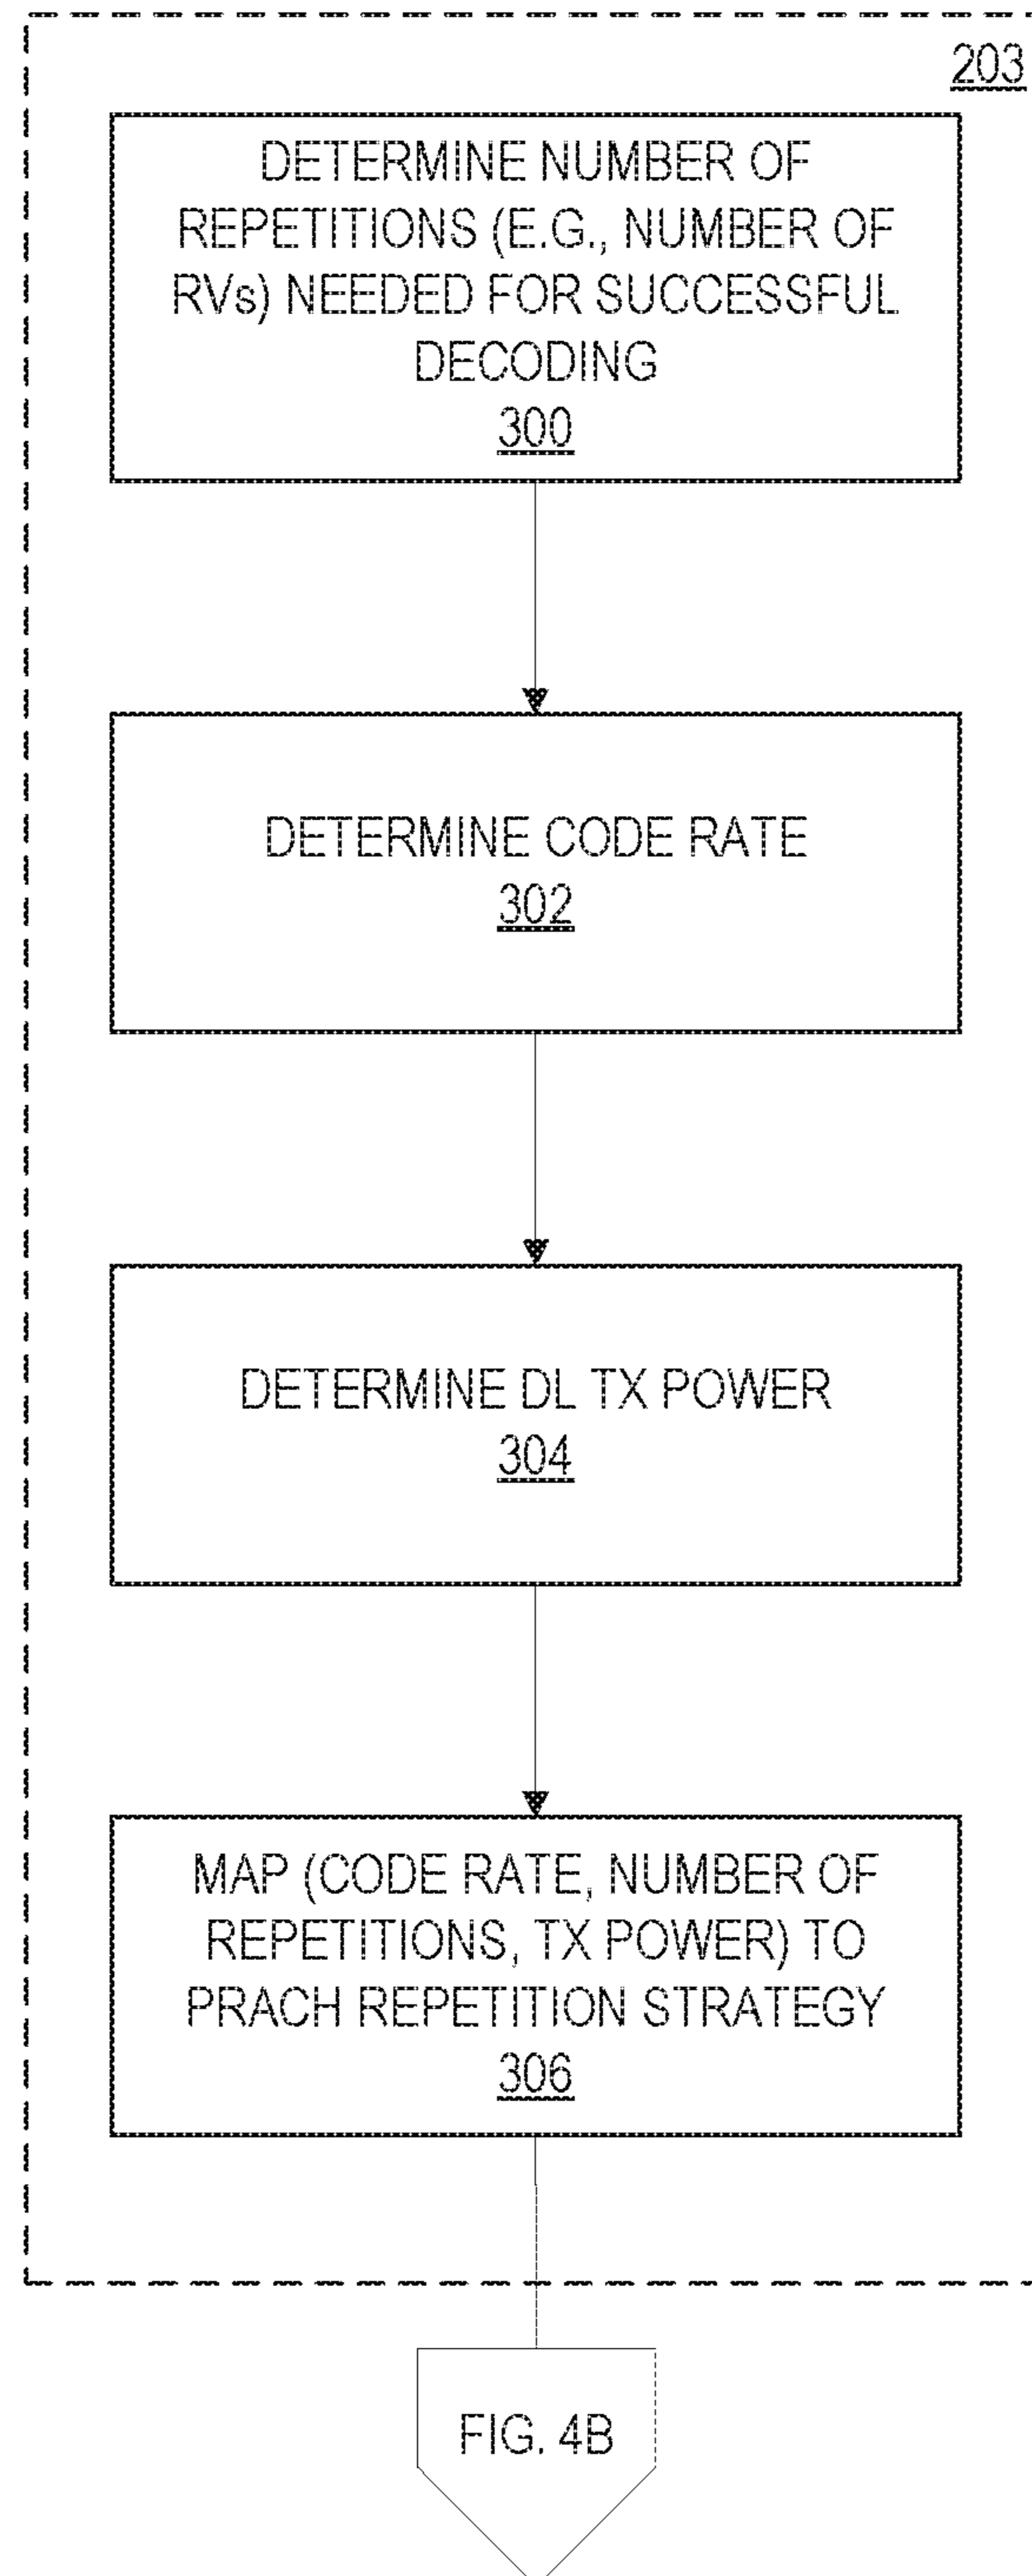 203
DETERMINE NUMBER OF
REPETITIONS (E.G., NUMBER OF
RVs) NEEDED FOR SUCCESSFUL
DECODING
300
DETERMINE CODE RATE
302
DETERMINE DL TX POWER
304
MAP (CODE RATE, NUMBER OF
REPETITIONS, TX POWER) TO
PRACH REPETITION STRATEGY
306
FIG. 4B